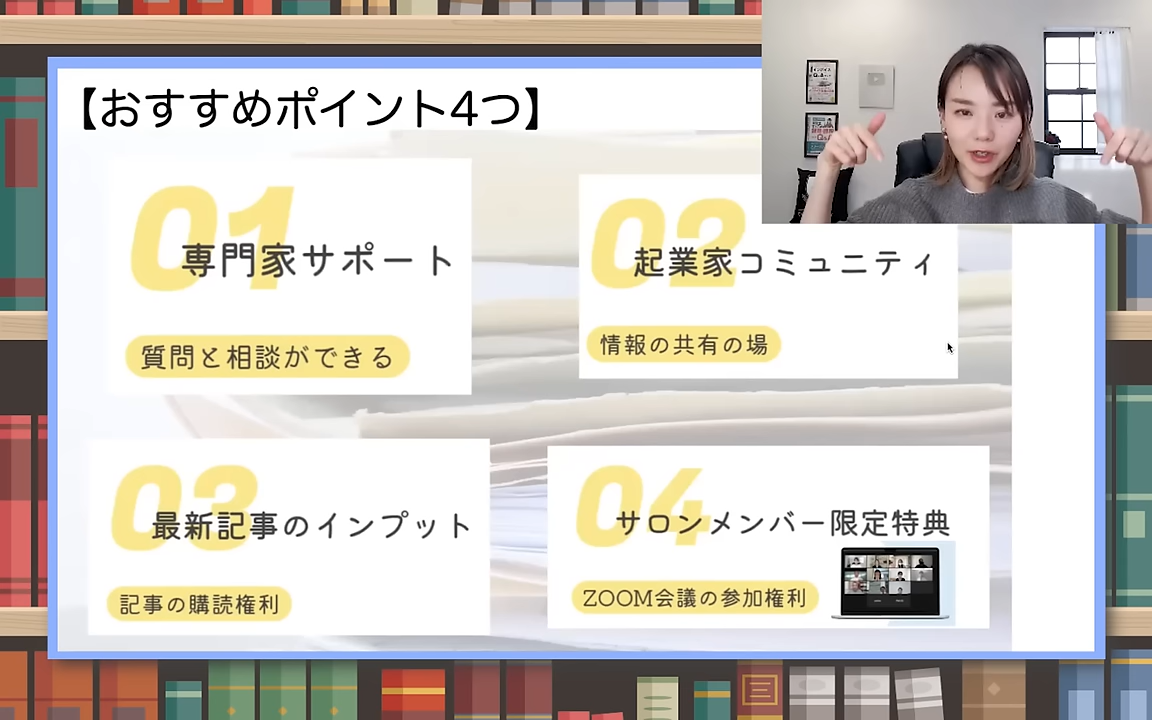 【おすすめポイント4つ】
01
専門家サポート
質問と相談ができる
02
起業家コミュニティ
情報の共有の場
03
最新記事のインプット
記事の購読権利
04
サロンメンバー限定特典
ZOOM会議の参加権利